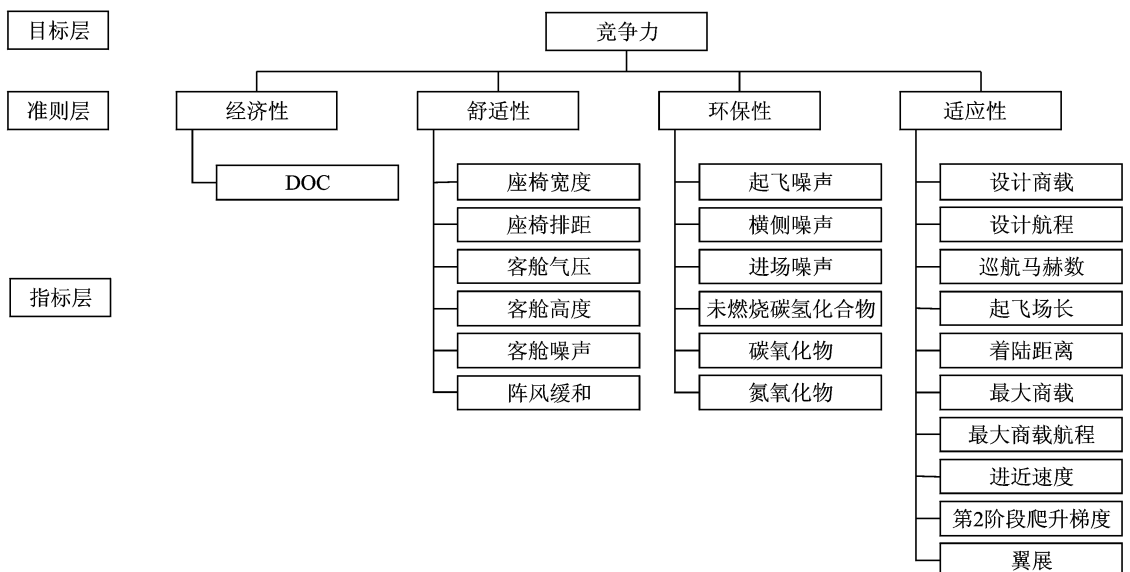 目标层
竞争力
准则层
经济性
舒适性
环保性
适应性
指标层
DOC
座椅宽度
座椅排距
客舱气压
客舱高度
客舱噪声
阵风缓和
起飞噪声
横侧噪声
进场噪声
未燃烧碳氢化合物
碳氧化物
氮氧化物
设计商载
设计航程
巡航马赫数
起飞场长
着陆距离
最大商载
最大商载航程
进近速度
第2阶段爬升梯度
翼展